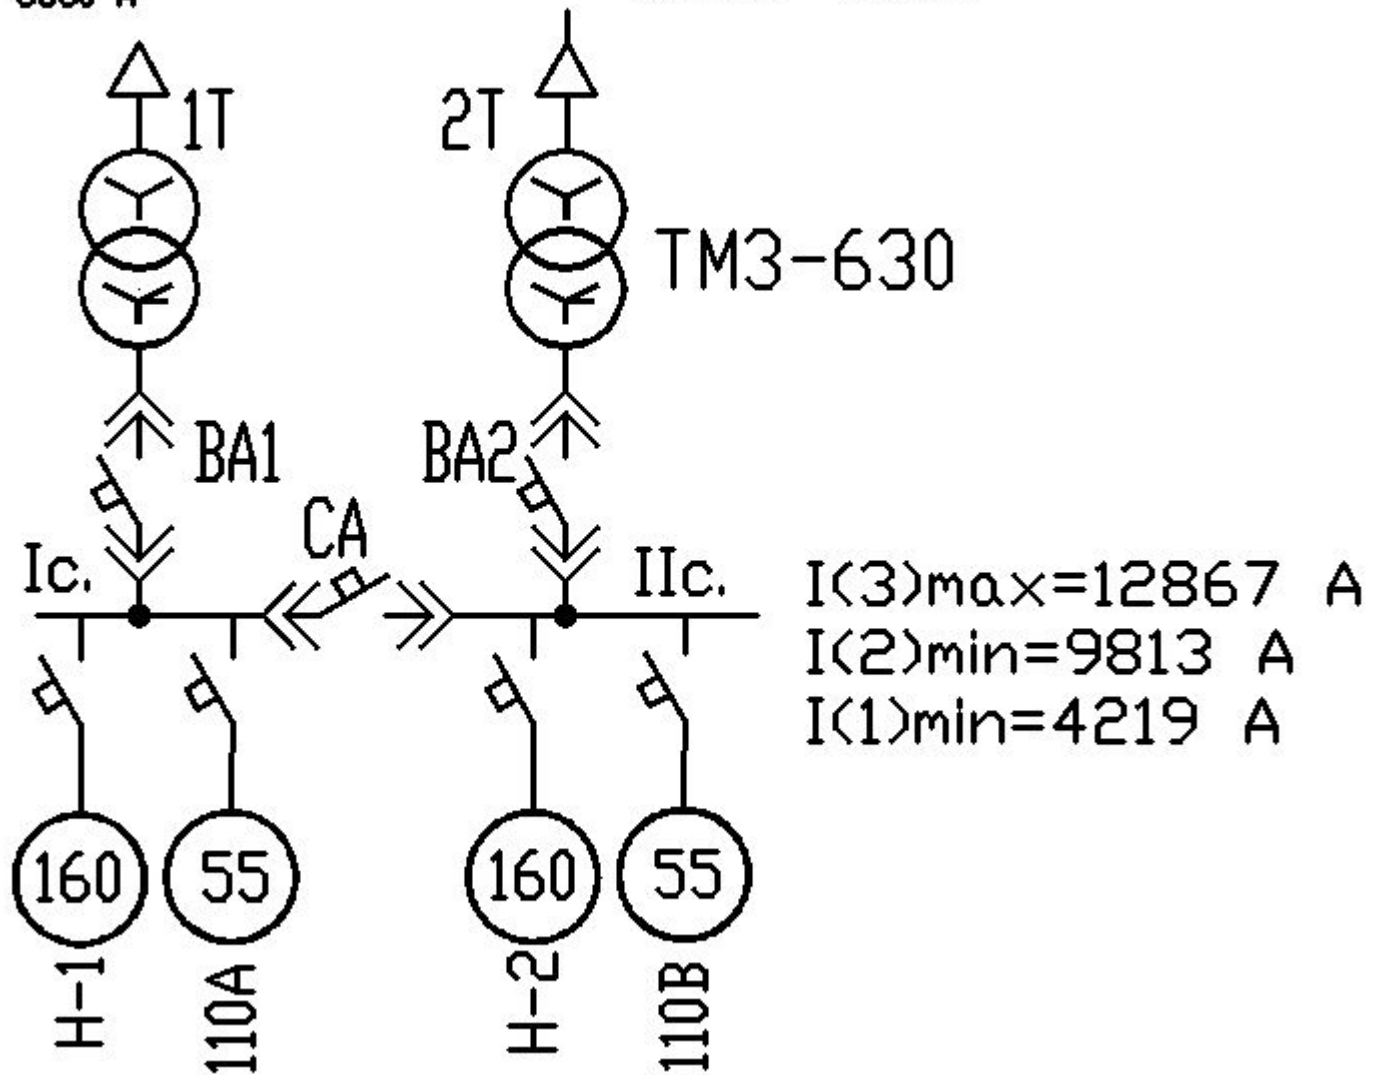 1T
2T
TM3-630
BA1
BA2
CA
Ic.
IIc.
I(3)max=12867 A
I(2)min=9813 A
I(1)min=4219 A
160
55
160
55
H-1
110A
H-2
110B